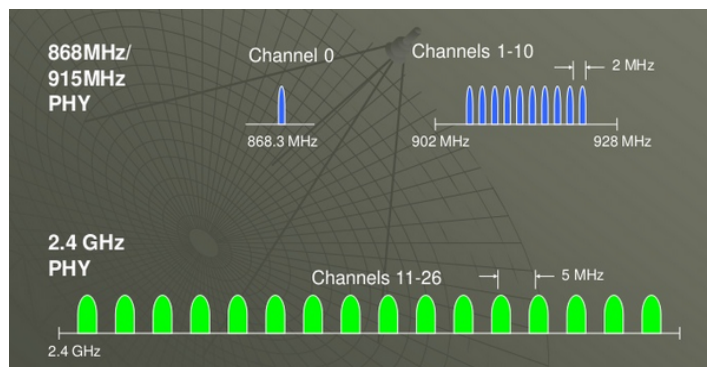 868MHz/
915MHz
PHY
Channel 0
Channels 1-10
2 MHz
868.3 MHz
902 MHz
928 MHz
2.4 GHz
PHY
Channels 11-26
5 MHz
2.4 GHz